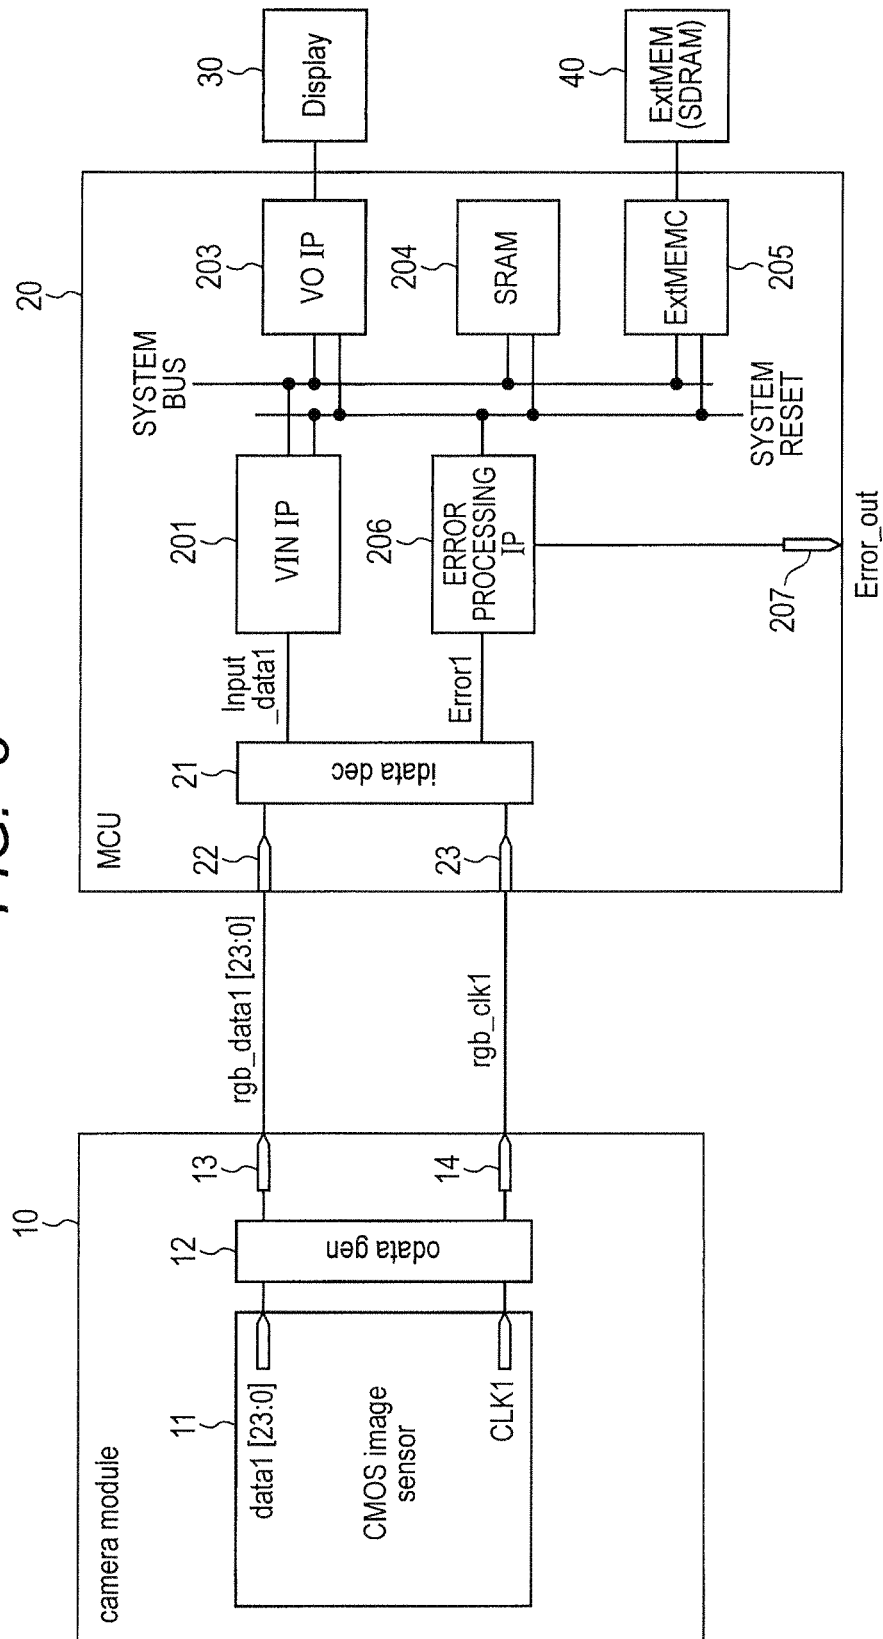 FIG.
camera module
10
11
data1 [23:0]
CMOS image
sensor
CLK1
12
odata gen
13
14
rgb_data1 [23:0]
rgb_clk1
MCU
20
22
23
21
idata dec
Input
_data1
Error1
201
VIN IP
206
ERROR
PROCESSING
IP
SYSTEM
BUS
SYSTEM
RESET
203
VO IP
204
SRAM
ExtMEMC
205
207
Error_out
30
Display
40
ExtMEM
(SDRAM)